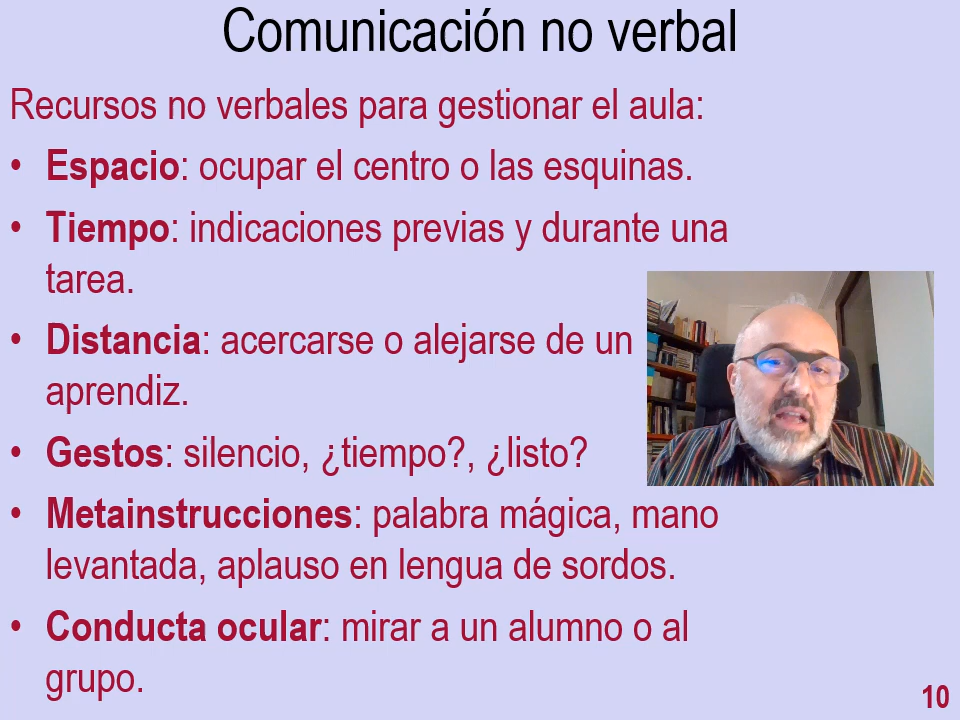 Comunicación no verbal
Recursos no verbales para gestionar el aula:
• Espacio: ocupar el centro o las esquinas.
• Tiempo: indicaciones previas y durante una
tarea.
• Distancia: acercarse o alejarse de un
aprendiz.
• Gestos: silencio, ¿tiempo?, ¿listo?
• Metainstrucciones: palabra mágica, mano
levantada, aplauso en lengua de sordos.
• Conducta ocular: mirar a un alumno o al
grupo.
10